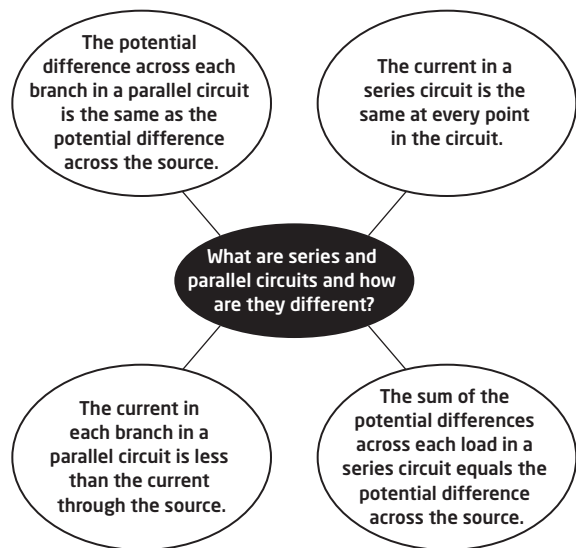 The potential
difference across each
branch in a parallel circuit
is the same as the
potential difference
across the source.
The current in a
series circuit is the
same at every point
in the circuit.
What are series and
parallel circuits and how
are they different?
The current in
each branch in a
parallel circuit is less
than the current
through the source.
The sum of the
potential differences
across each load in a
series circuit equals the
potential difference
across the source.